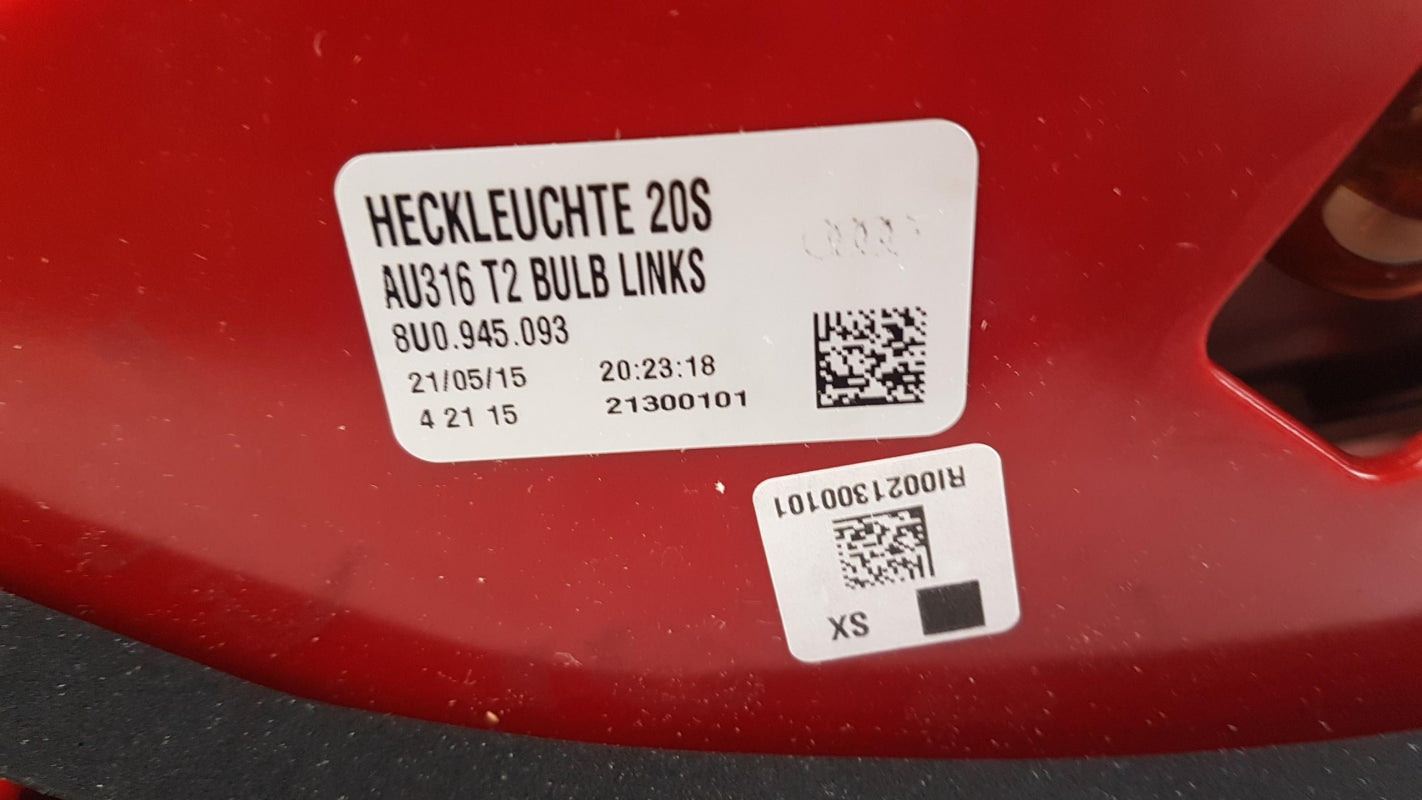 HECKLEUCHTE 20S
AU316 T2 BULB LINKS
8U0.945.093
21/05/15 20:23:18
4 21 15 21300101
RI0021300101
SX